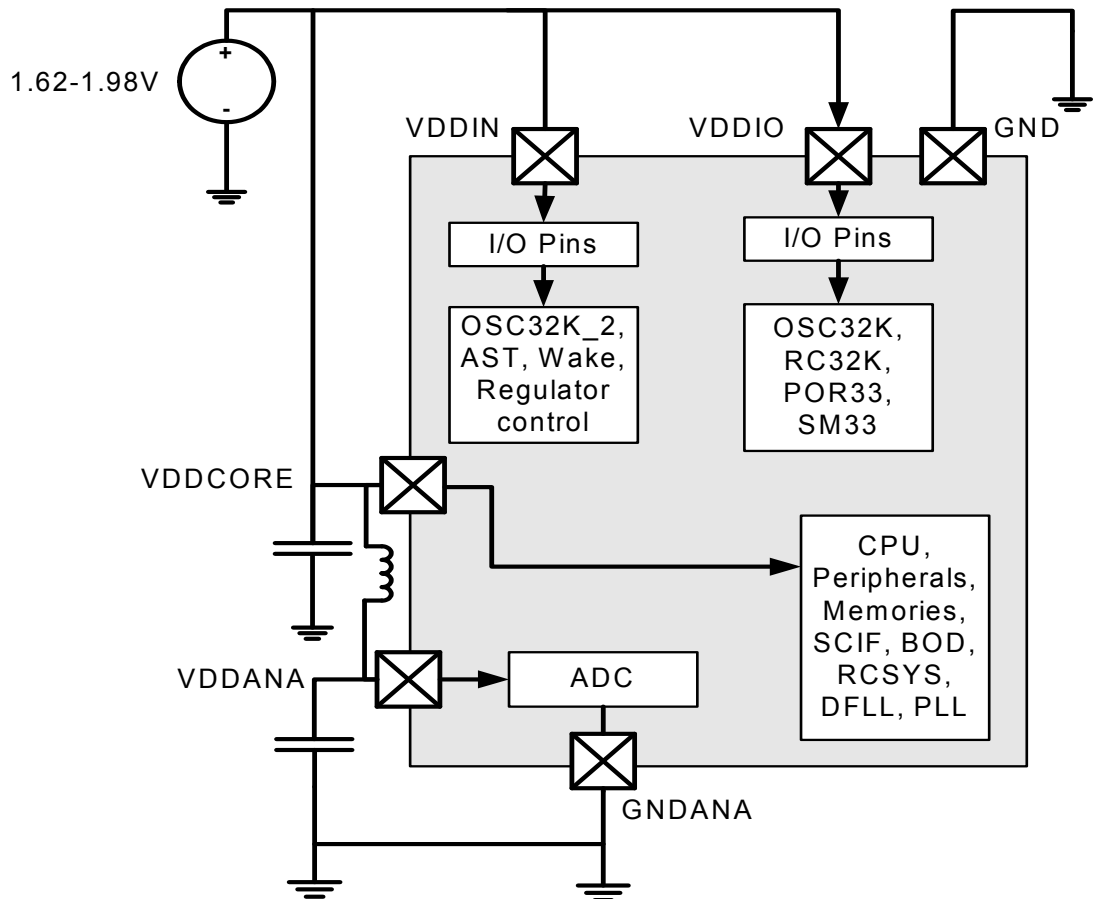 1.62-1.98V
+
-
VDDIN
VDDIO
GND
I/O Pins
I/O Pins
OSC32K_2,
AST, Wake,
Regulator
control
OSC32K,
RC32K,
POR33,
SM33
VDDCORE
CPU,
Peripherals,
Memories,
SCIF, BOD,
RCSYS,
DFLL, PLL
VDDANA
ADC
GNDANA